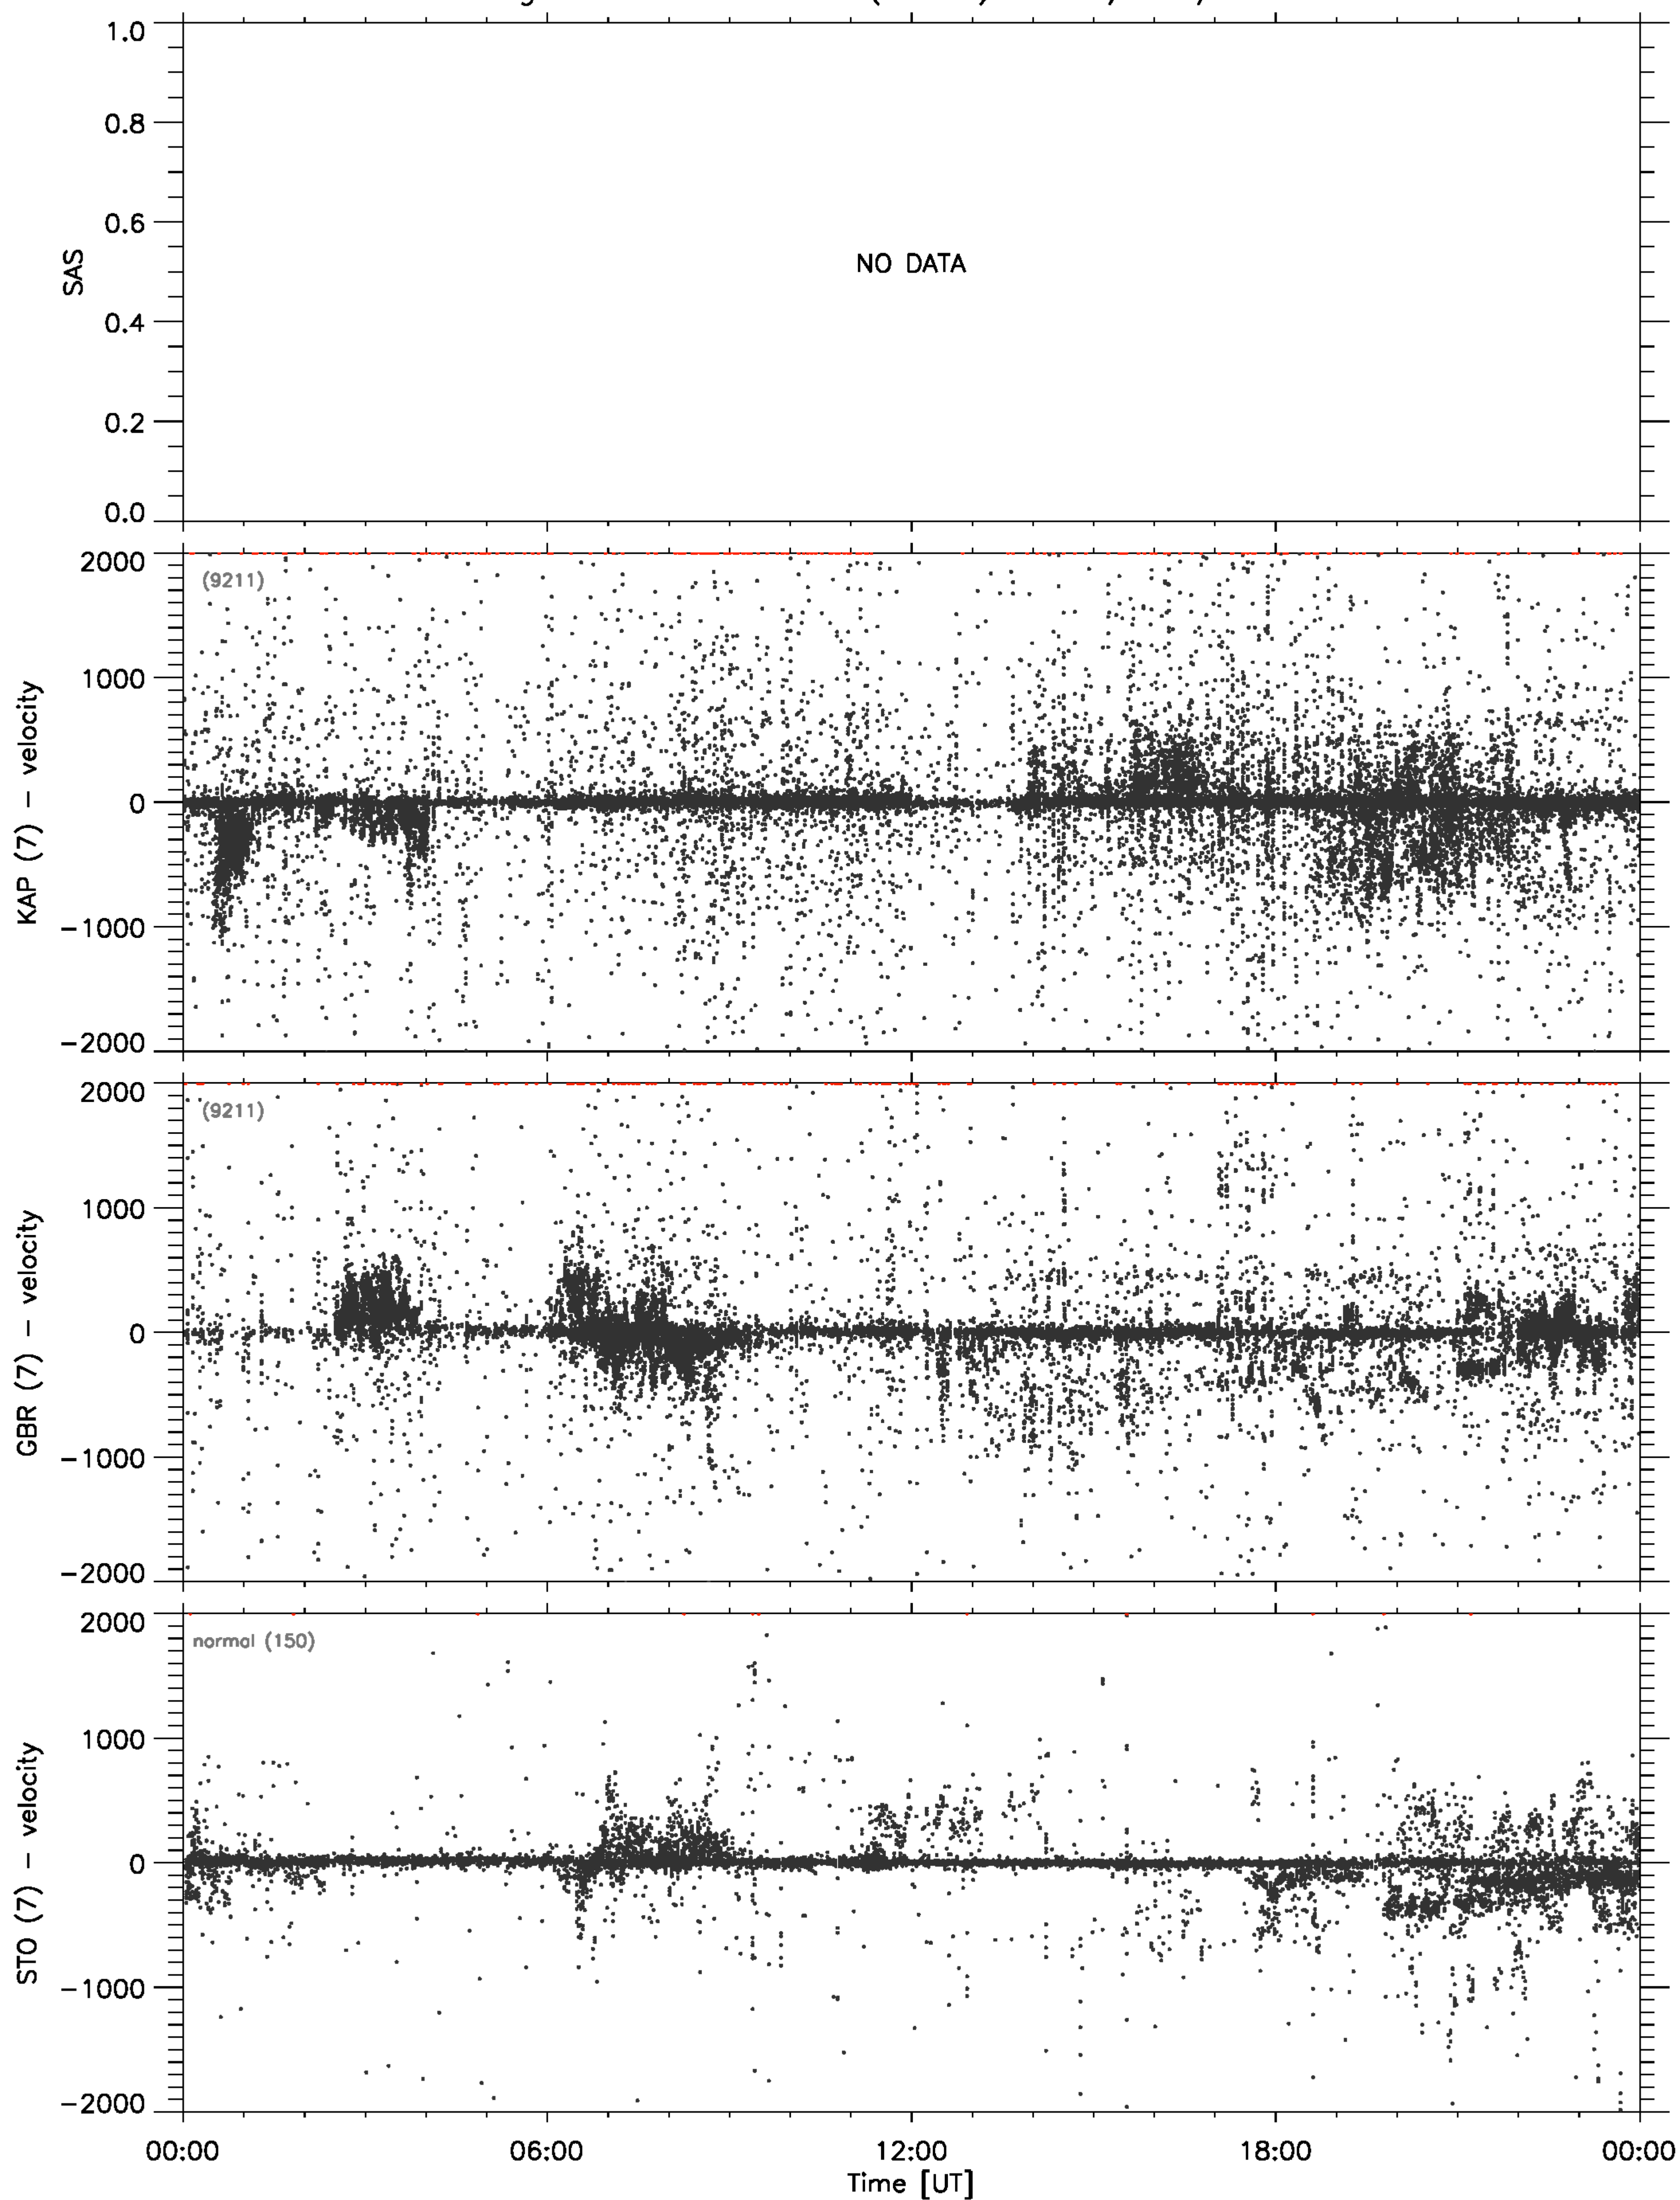 1.0
0.8
0.6
0.4
0.2
0.0
SAS
NO DATA
2000
1000
0
−1000
−2000
KAP (7) − velocity
(9211)
2000
1000
0
−1000
−2000
GBR (7) − velocity
(9211)
2000
1000
0
−1000
−2000
STO (7) − velocity
normal (150)
00:00 06:00 12:00 18:00 00:00
Time [UT]